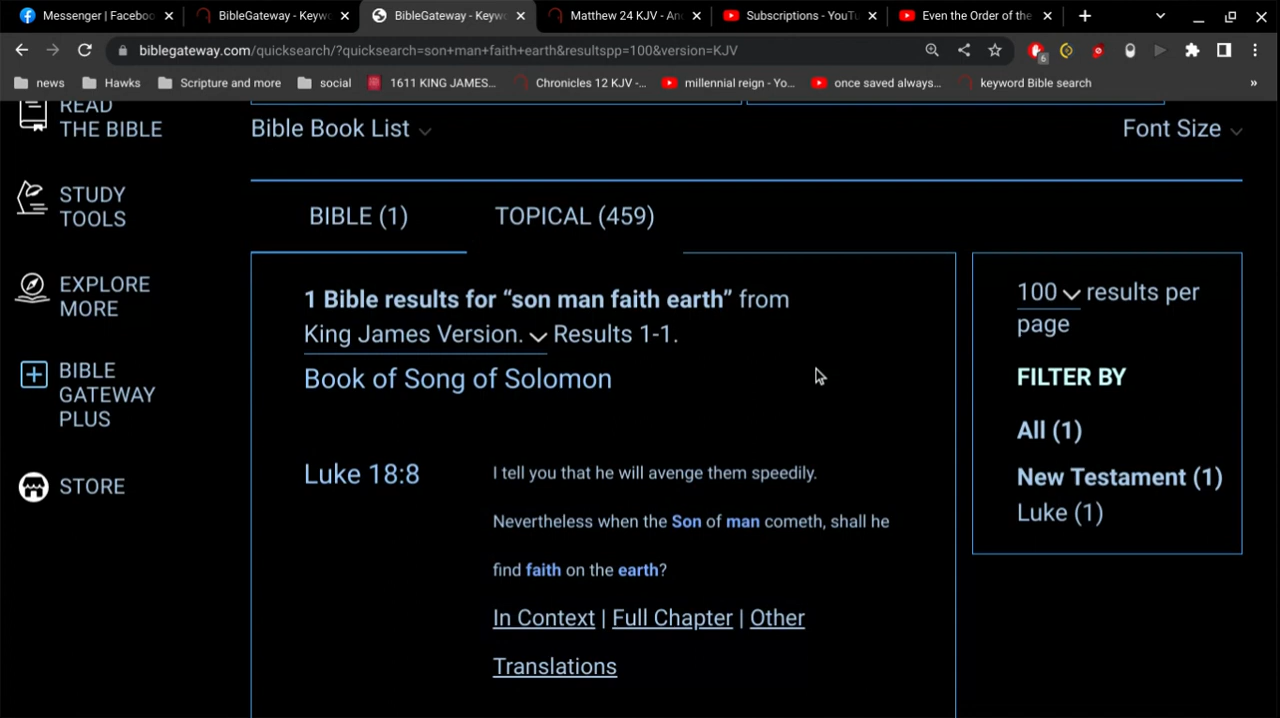 Messenger | Faceboo
BibleGateway - Keyw
BibleGateway - Keyw
Matthew 24 KJV - An
Subscriptions - YouTu
Even the Order of the
biblegateway.com/quicksearch/?quicksearch=son+man+faith+earth&resultspp=100&version=KJV
6
news
Hawks
Scripture and more
social
1611 KING JAMES...
Chronicles 12 KJV -...
millennial reign - Yo...
once saved always...
keyword Bible search
»
READ
THE BIBLE
Bible Book List
Font Size
STUDY
TOOLS
BIBLE (1)
TOPICAL (459)
EXPLORE
MORE
1 Bible results for “son man faith earth” from
King James Version. Results 1-1.
100 results per
page
BIBLE
GATEWAY
PLUS
Book of Song of Solomon
FILTER BY
All (1)
STORE
Luke 18:8
I tell you that he will avenge them speedily.
Nevertheless when the Son of man cometh, shall he
find faith on the earth?
New Testament (1)
Luke (1)
In Context | Full Chapter | Other
Translations